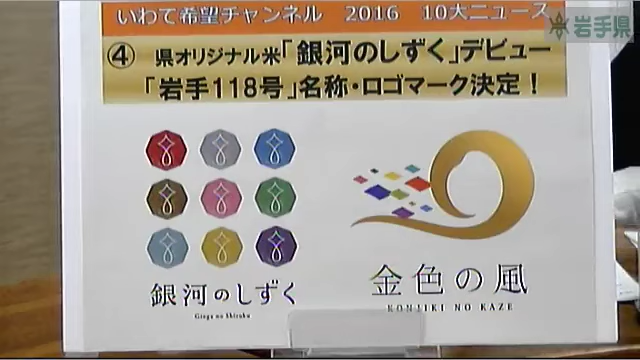 いわて希望チャンネル 2016 10大ニュース
岩手県
④ 県オリジナル米「銀河のしずく」デビュー
「岩手118号」名称・ロゴマーク決定！
銀河のしずく
Ginga no Shizuku
金色の風
KONJIKI NO KAZE